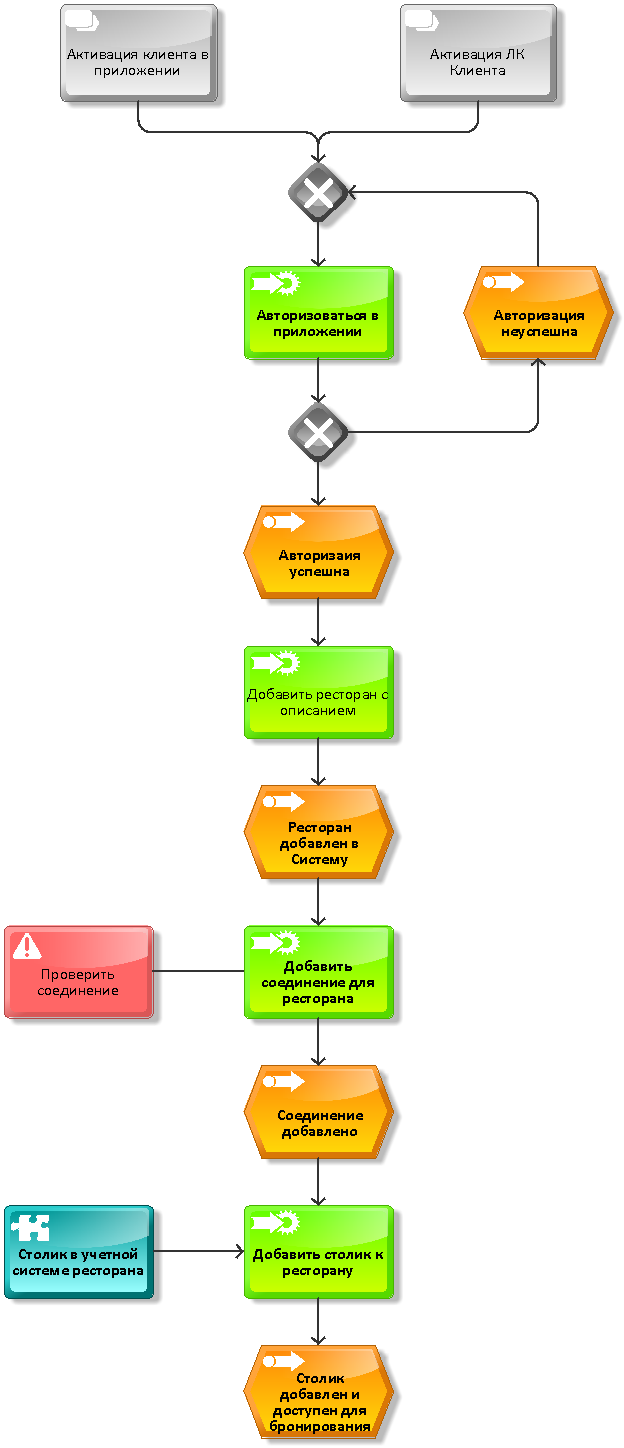 Активация клиента в
приложении
Активация ЛК
Клиента
Авторизоваться в
приложении
Авторизация
неуспешна
Авторизаия
успешна
Добавить ресторан с
описанием
Ресторан
добавлен в
Систему
Проверить
соединение
Добавить
соединение для
ресторана
Соединение
добавлено
Столик в учетной
системе ресторана
Добавить столик к
ресторану
Столик
добавлен и
доступен для
бронирования